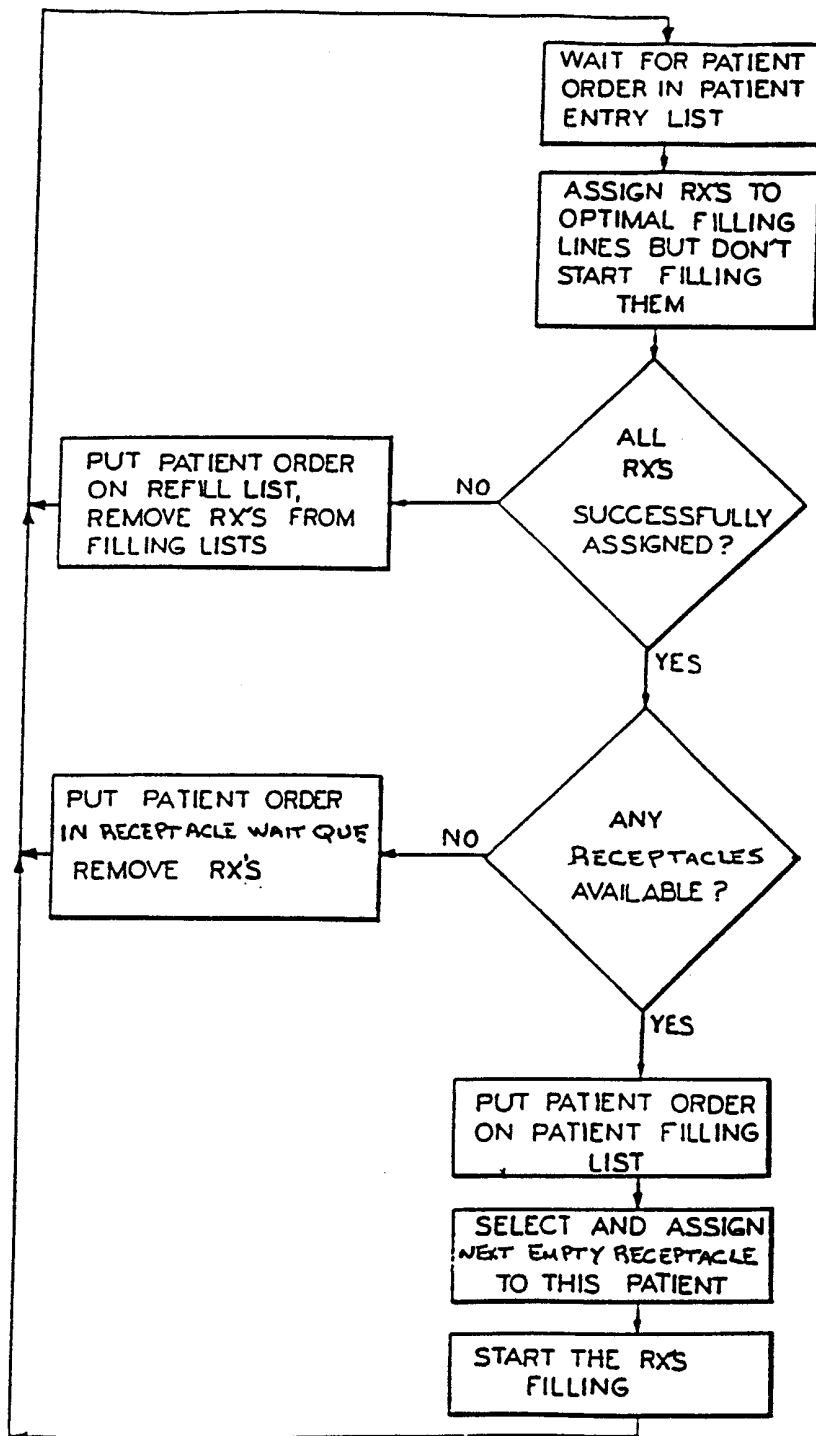 WAIT FOR PATIENT
ORDER IN PATIENT
ENTRY LIST
ASSIGN RX'S TO
OPTIMAL FILLING
LINES BUT DON'T
START FILLING
THEM
ALL
RX'S
SUCCESSFULLY
ASSIGNED?
NO
PUT PATIENT ORDER
ON REFILL LIST,
REMOVE RX'S FROM
FILLING LISTS
YES
ANY
RECEPTACLES
AVAILABLE?
NO
PUT PATIENT ORDER
IN RECEPTACLE WAIT QUE
REMOVE RX'S
YES
PUT PATIENT ORDER
ON PATIENT FILLING
LIST
SELECT AND ASSIGN
NEXT EMPTY RECEPTACLE
TO THIS PATIENT
START THE RX'S
FILLING